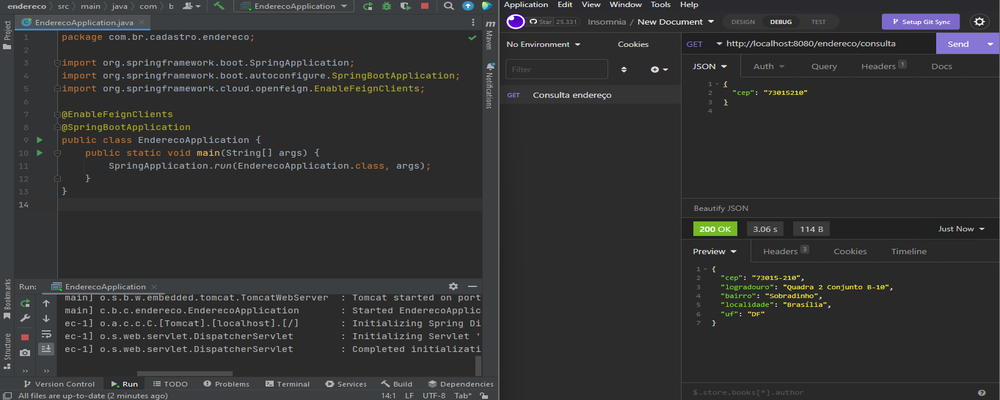 endereco › src › main › java › com › b
EnderecoApplication
EnderecoApplication.java
Project
Maven
Notifications
Bookmarks
Structure
1 package com.br.cadastro.endereco;
2
3 import org.springframework.boot.SpringApplication;
4 import org.springframework.boot.autoconfigure.SpringBootApplication;
5 import org.springframework.cloud.openfeign.EnableFeignClients;
6
7 @EnableFeignClients
8 @SpringBootApplication
9 public class EnderecoApplication {
10 public static void main(String[] args) {
11 SpringApplication.run(EnderecoApplication.class, args);
12 }
13 }
14
Run: EnderecoApplication
main] o.s.b.w.embedded.tomcat.TomcatWebServer : Tomcat started on port
main] c.b.c.endereco.EnderecoApplication : Started EnderecoApplic
ec-1] o.a.c.c.C.[Tomcat].[localhost].[/] : Initializing Spring Di
ec-1] o.s.web.servlet.DispatcherServlet : Initializing Servlet '
ec-1] o.s.web.servlet.DispatcherServlet : Completed initializati
Version Control Run TODO Problems Terminal Services Build Dependencies
All files are up-to-date (2 minutes ago) 14:1 LF UTF-8 Tab*
Application Edit View Window Tools Help
Star 25.331 Insomnia / New Document DESIGN DEBUG TEST Setup Git Sync
No Environment Cookies
Filter
GET Consulta endereço
GET http://localhost:8080/endereco/consulta Send
JSON Auth Query Headers 1 Docs
1 {
2 "cep": "73015210"
3 }
4
Beautify JSON
200 OK 3.06 s 114 B Just Now
Preview Headers 3 Cookies Timeline
1 {
2 "cep": "73015-210",
3 "logradouro": "Quadra 2 Conjunto B-10",
4 "bairro": "Sobradinho",
5 "localidade": "Brasília",
6 "uf": "DF"
7 }
$.store.books[*].author